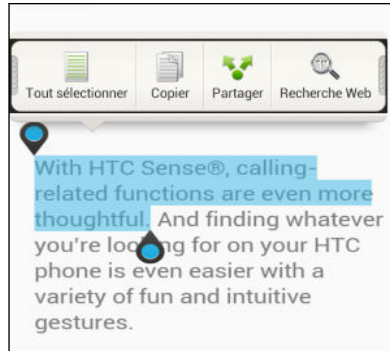 Tout sélectionner Copier Partager Recherche Web
With HTC Sense®, calling-
related functions are even more
thoughtful. And finding whatever
you're looking for on your HTC
phone is even easier with a
variety of fun and intuitive
gestures.